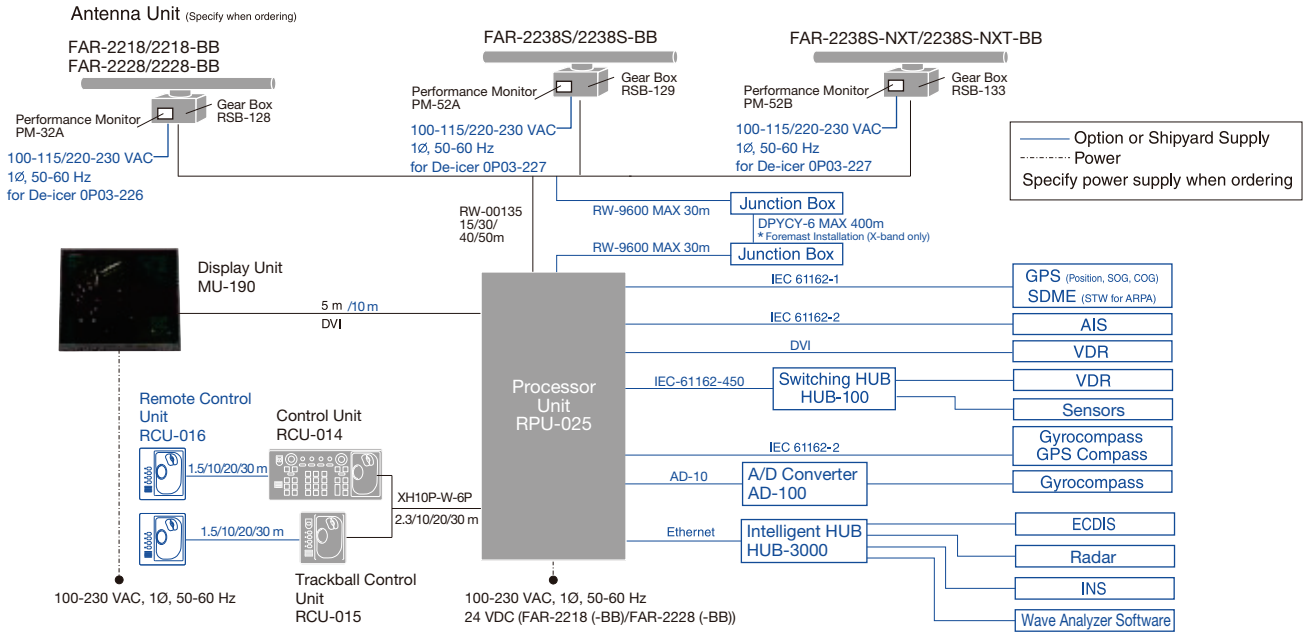 Antenna Unit (Specify when ordering)
FAR-2218/2218-BB
FAR-2228/2228-BB
Performance Monitor
PM-32A
Gear Box
RSB-128
100-115/220-230 VAC
1Ø, 50-60 Hz
for De-icer 0P03-226
FAR-2238S/2238S-BB
Performance Monitor
PM-52A
Gear Box
RSB-129
100-115/220-230 VAC
1Ø, 50-60 Hz
for De-icer 0P03-227
FAR-2238S-NXT/2238S-NXT-BB
Performance Monitor
PM-52B
Gear Box
RSB-133
100-115/220-230 VAC
1Ø, 50-60 Hz
for De-icer 0P03-227
Option or Shipyard Supply
Power
Specify power supply when ordering
RW-00135
15/30/
40/50m
RW-9600 MAX 30m
Junction Box
DPYCY-6 MAX 400m
* Foremast Installation (X-band only)
RW-9600 MAX 30m
Junction Box
Display Unit
MU-190
5 m /10 m
DVI
Processor
Unit
RPU-025
IEC 61162-1
GPS (Position, SOG, COG)
SDME (STW for ARPA)
IEC 61162-2
AIS
DVI
VDR
IEC-61162-450
Switching HUB
HUB-100
VDR
Sensors
IEC 61162-2
Gyrocompass
GPS Compass
AD-10
A/D Converter
AD-100
Gyrocompass
Ethernet
Intelligent HUB
HUB-3000
ECDIS
Radar
INS
Wave Analyzer Software
Remote Control
Unit
RCU-016
1.5/10/20/30 m
Control Unit
RCU-014
XH10P-W-6P
2.3/10/20/30 m
1.5/10/20/30 m
Trackball Control
Unit
RCU-015
100-230 VAC, 1Ø, 50-60 Hz
100-230 VAC, 1Ø, 50-60 Hz
24 VDC (FAR-2218 (-BB)/FAR-2228 (-BB))